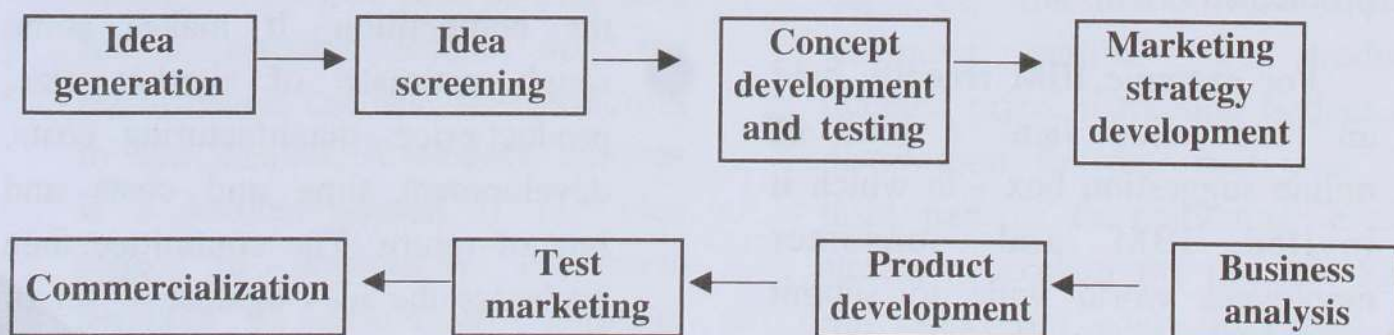 Idea
generation
Idea
screening
Concept
development
and testing
Marketing
strategy
development
Commercialization
Test
marketing
Product
development
Business
analysis